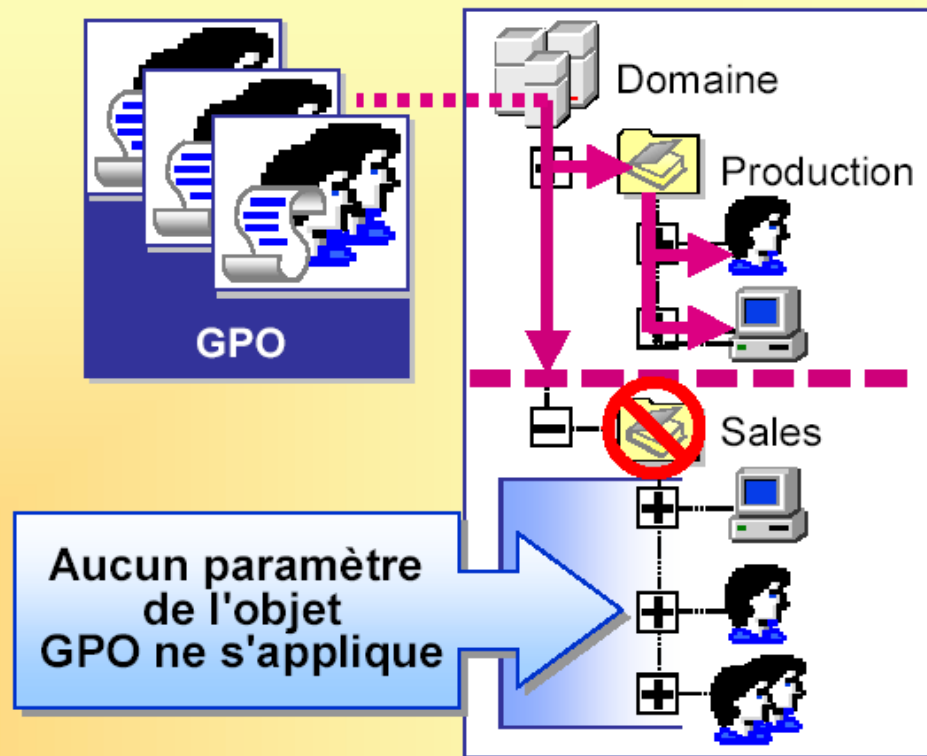 Domaine
Production
GPO
Sales
Aucun paramètre
de l'objet
GPO ne s'applique